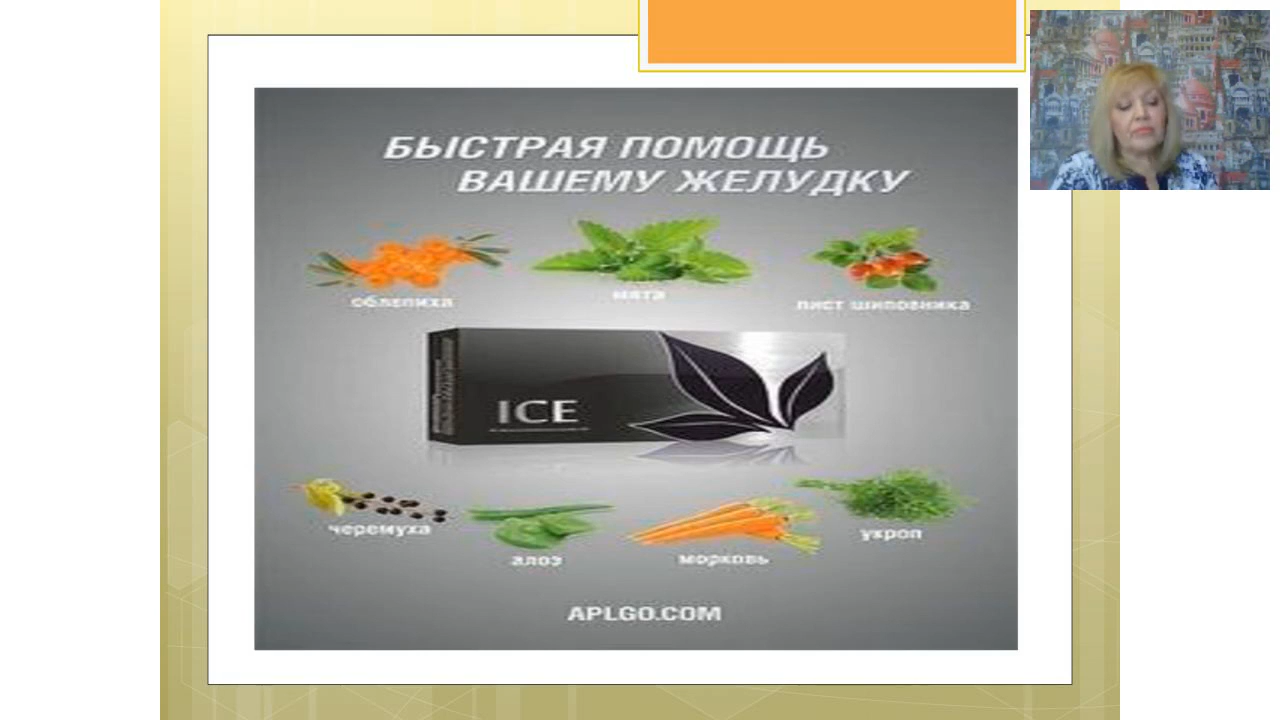 БЫСТРАЯ ПОМОЩЬ
ВАШЕМУ ЖЕЛУДКУ
облепиха
мята
лист шиповника
ICE
черемуха
алоэ
морковь
укроп
APLGO.COM